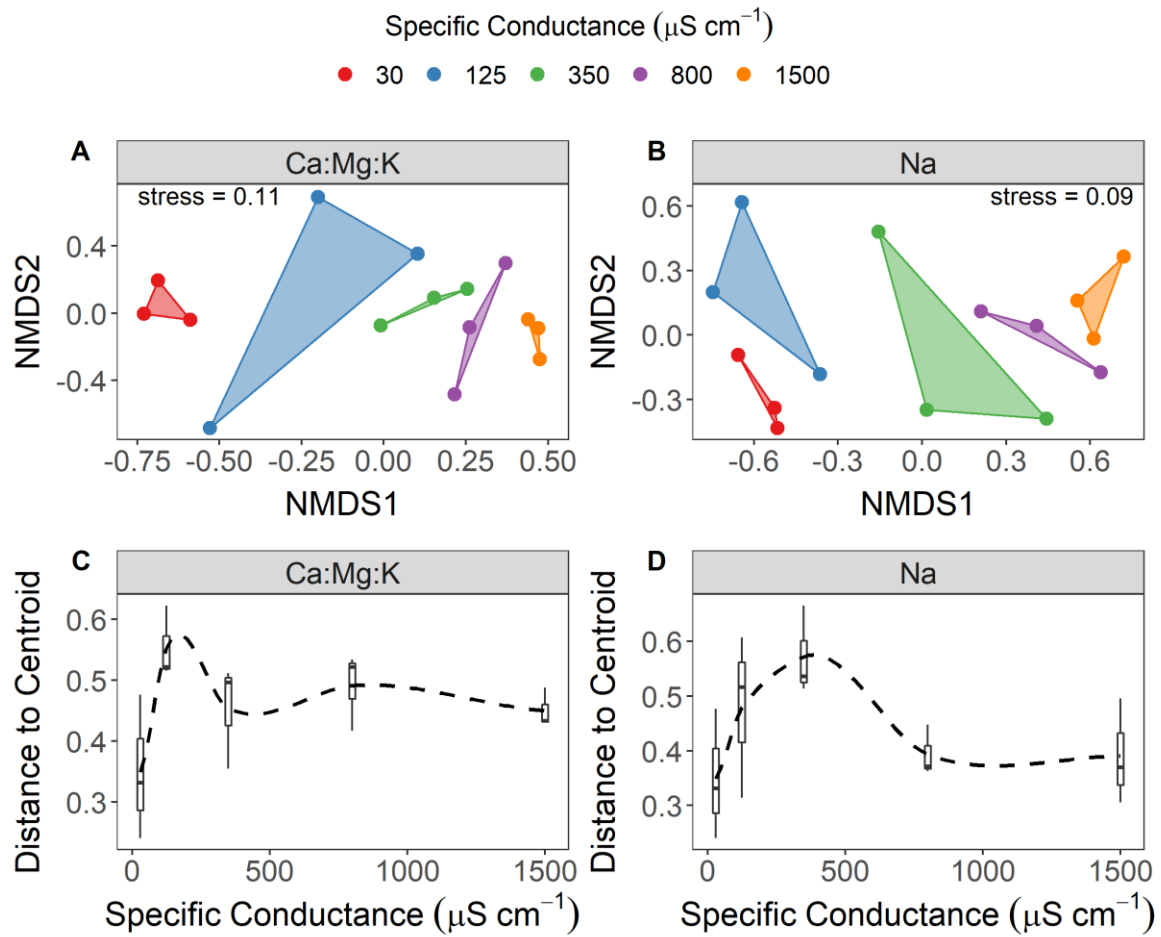 Specific Conductance (μS cm⁻¹)
30 125 350 800 1500
A
Ca:Mg:K
stress = 0.11
NMDS2
0.4
0.0
-0.4
-0.75 -0.50 -0.25 0.00 0.25 0.50
NMDS1
B
Na
stress = 0.09
NMDS2
0.6
0.3
0.0
-0.3
-0.6 -0.3 0.0 0.3 0.6
NMDS1
C
Ca:Mg:K
Distance to Centroid
0.6
0.5
0.4
0.3
0 500 1000 1500
Specific Conductance (μS cm⁻¹)
D
Na
Distance to Centroid
0.6
0.5
0.4
0.3
0 500 1000 1500
Specific Conductance (μS cm⁻¹)